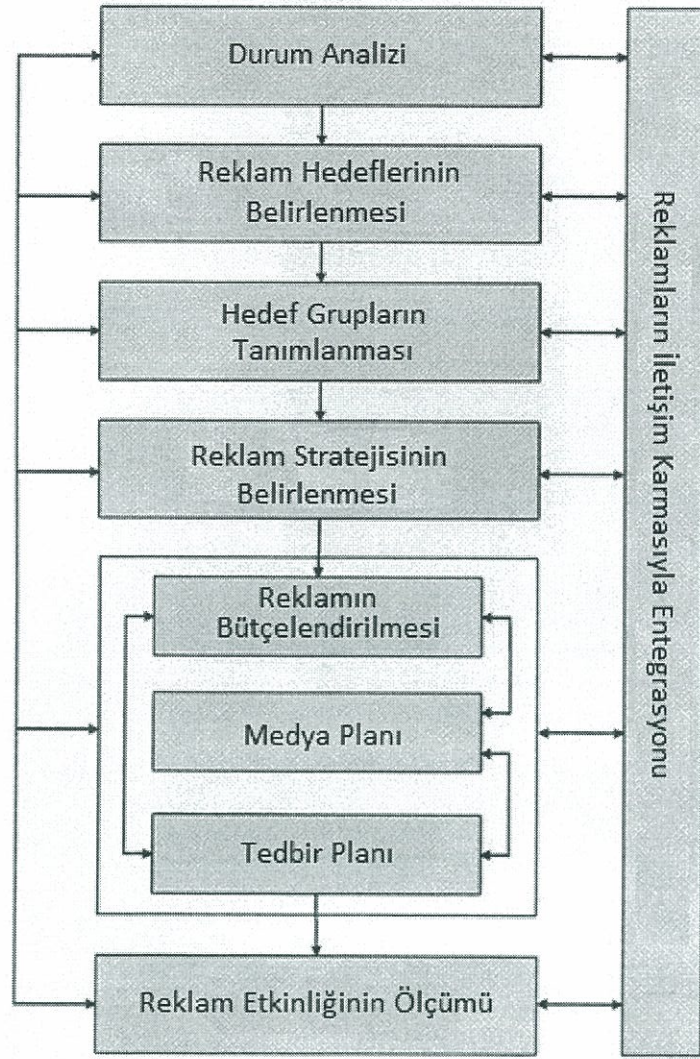 Durum Analizi
Reklam Hedeflerinin
Belirlenmesi
Hedef Grupların
Tanımlanması
Reklam Stratejisinin
Belirlenmesi
Reklamın
Bütçelendirilmesi
Medya Planı
Tedbir Planı
Reklam Etkinliğinin Ölçümü
Reklamların İletişim Karmasıyla Entegrasyonu